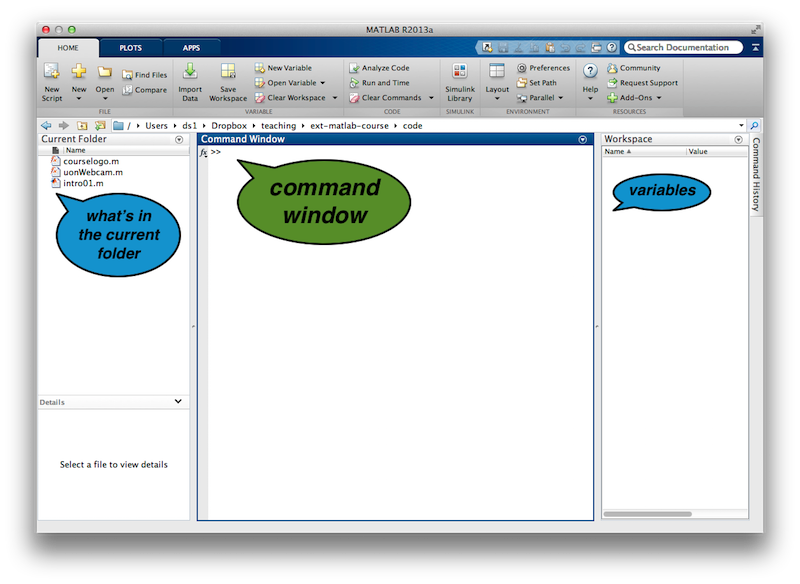 MATLAB R2013a
HOME PLOTS APPS Search Documentation
New Script
New
Open
Find Files
Compare
Import Data
Save Workspace
New Variable
Open Variable
Clear Workspace
Analyze Code
Run and Time
Clear Commands
Simulink Library
Layout
Preferences
Set Path
Parallel
Help
Community
Request Support
Add-Ons
FILE VARIABLE CODE SIMULINK ENVIRONMENT RESOURCES
/ Users ds1 Dropbox teaching ext-matlab-course code
Current Folder
Name
courselogo.m
uonWebcam.m
intro01.m
what's in
the current
folder
Details
Select a file to view details
Command Window
fx >>
command
window
Workspace
Name Value
variables
Command History